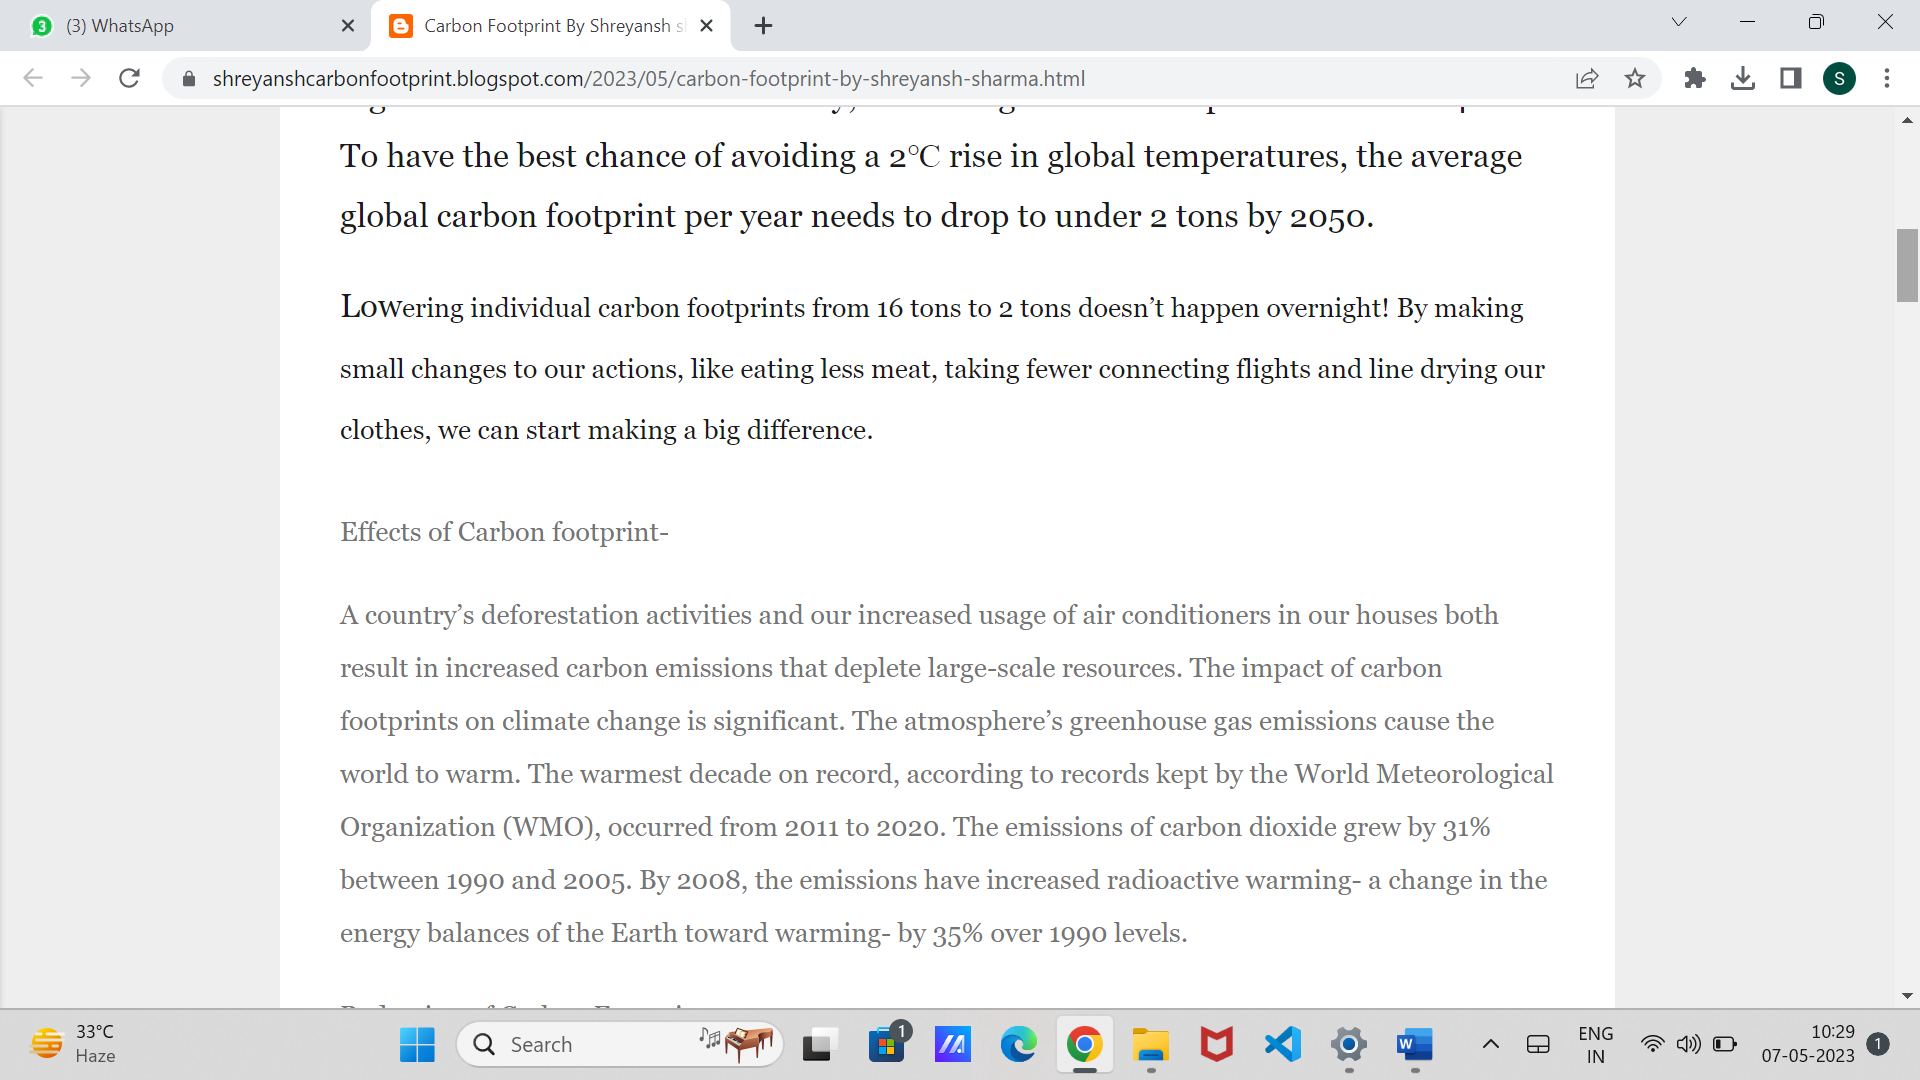 (3) WhatsApp
Carbon Footprint By Shreyansh s
shreyanshcarbonfootprint.blogspot.com/2023/05/carbon-footprint-by-shreyansh-sharma.html
S
To have the best chance of avoiding a 2°C rise in global temperatures, the average
global carbon footprint per year needs to drop to under 2 tons by 2050.
Lowering individual carbon footprints from 16 tons to 2 tons doesn’t happen overnight! By making
small changes to our actions, like eating less meat, taking fewer connecting flights and line drying our
clothes, we can start making a big difference.
Effects of Carbon footprint-
A country’s deforestation activities and our increased usage of air conditioners in our houses both
result in increased carbon emissions that deplete large-scale resources. The impact of carbon
footprints on climate change is significant. The atmosphere’s greenhouse gas emissions cause the
world to warm. The warmest decade on record, according to records kept by the World Meteorological
Organization (WMO), occurred from 2011 to 2020. The emissions of carbon dioxide grew by 31%
between 1990 and 2005. By 2008, the emissions have increased radioactive warming- a change in the
energy balances of the Earth toward warming- by 35% over 1990 levels.
33°C
Haze
Search
1
W
ENG
IN
10:29
07-05-2023
1